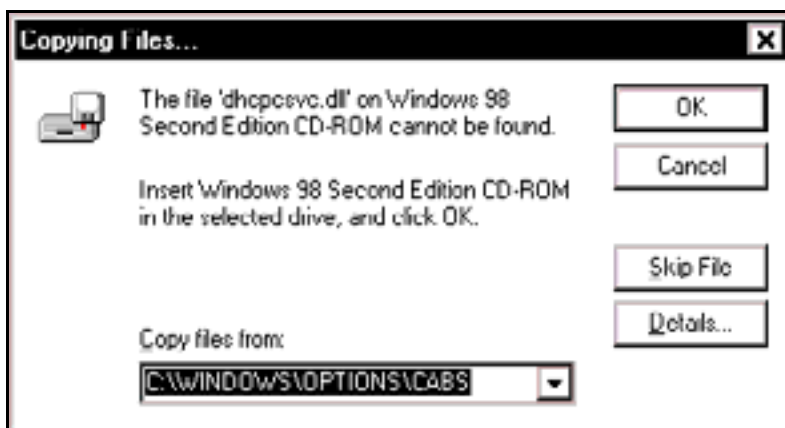 Copying Files...
The file 'dhcpcsvc.dll' on Windows 98
Second Edition CD-ROM cannot be found.
Insert Windows 98 Second Edition CD-ROM
in the selected drive, and click OK.
OK
Cancel
Skip File
Details...
Copy files from:
C:\WINDOWS\OPTIONS\CABS